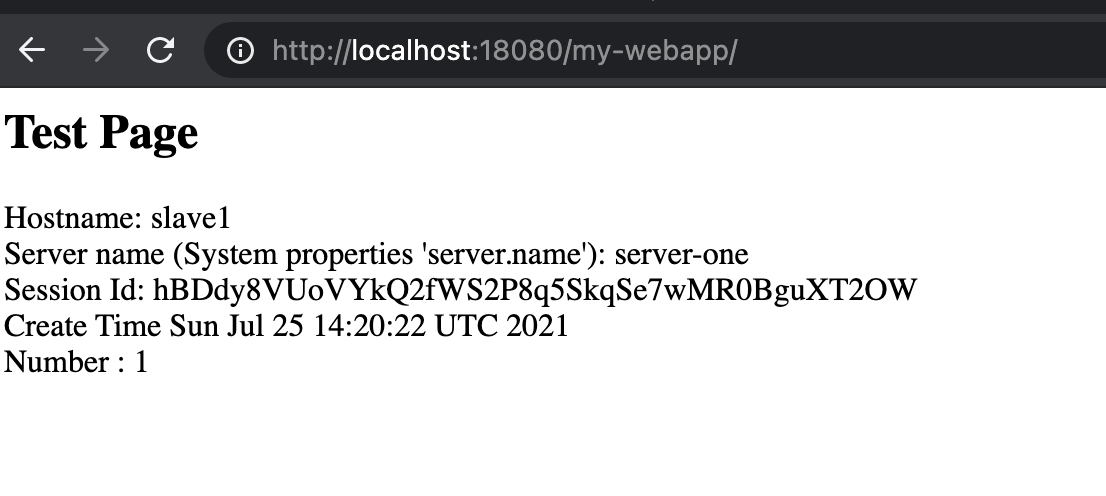 http://localhost:18080/my-webapp/
Test Page
Hostname: slave1
Server name (System properties 'server.name'): server-one
Session Id: hBDdy8VUoVYkQ2fWS2P8q5SkqSe7wMR0BguXT2OW
Create Time Sun Jul 25 14:20:22 UTC 2021
Number : 1